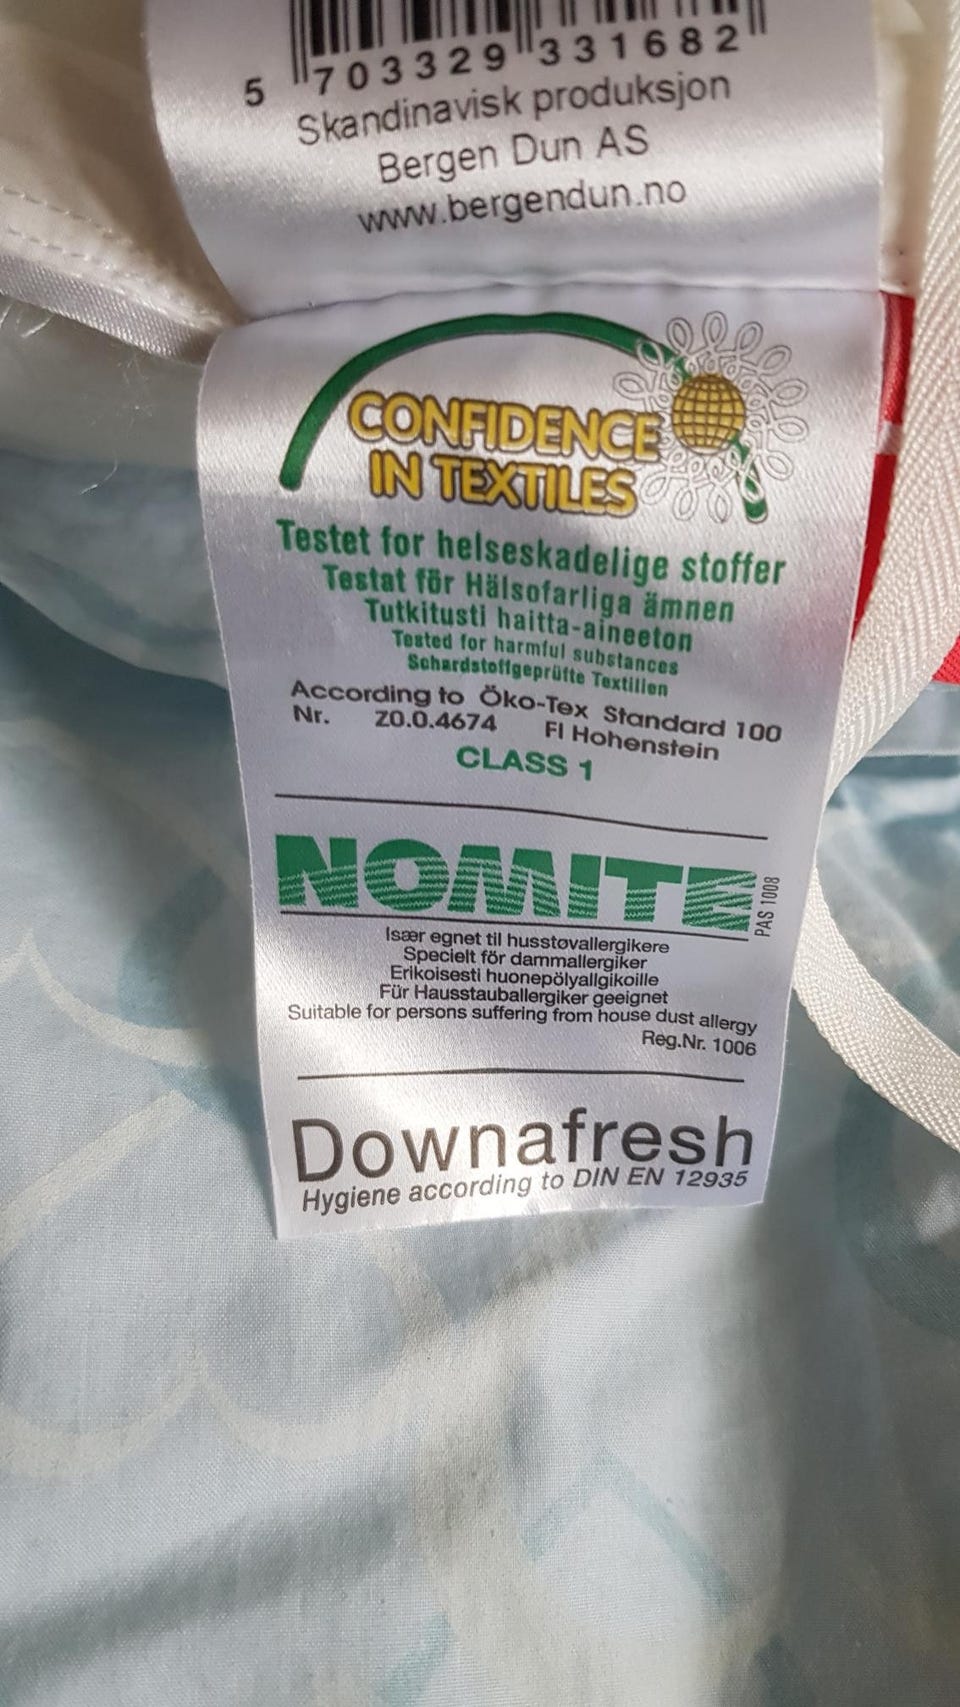 5 703329 331682
Skandinavisk produksjon
Bergen Dun AS
www.bergendun.no
CONFIDENCE
IN TEXTILES
Testet for helseskadelige stoffer
Testat för Hälsofarliga ämnen
Tutkitusti haitta-aineeton
Tested for harmful substances
Schardstoffgeprüfte Textilien
According to Öko-Tex Standard 100
Nr. Z0.0.4674 FI Hohenstein
CLASS 1
NOMITE
PAS 1008
Især egnet til husstøvallergikere
Specielt för dammallergiker
Erikoisesti huonepölyallgikoille
Für Hausstauballergiker geeignet
Suitable for persons suffering from house dust allergy
Reg.Nr. 1006
Downafresh
Hygiene according to DIN EN 12935